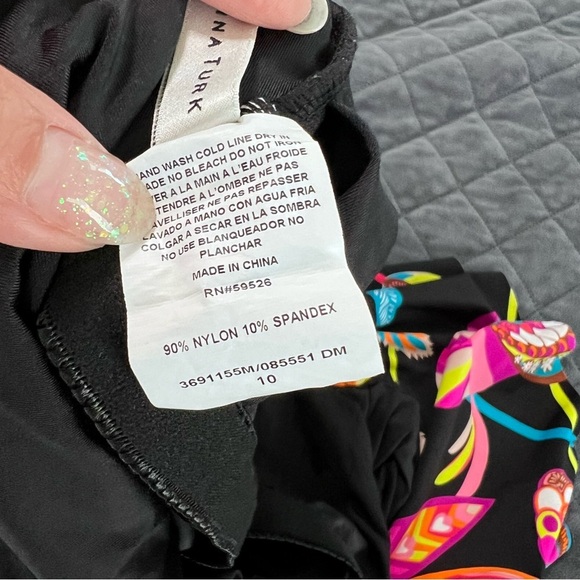 NA TURK
AND WASH COLD LINE DRY IN
ADE NO BLEACH DO NOT IRON
VER A LA MAIN A L'EAU FROIDE
TENDRE A L'OMBRE NE PAS
AVELLISER NE PAS REPASSER
LAVADO A MANO CON AGUA FRIA
COLGAR A SECAR EN LA SOMBRA
NO USE BLANQUEADOR NO
PLANCHAR
MADE IN CHINA
RN#59526
90% NYLON 10% SPANDEX
3691155M/085551 DM
10